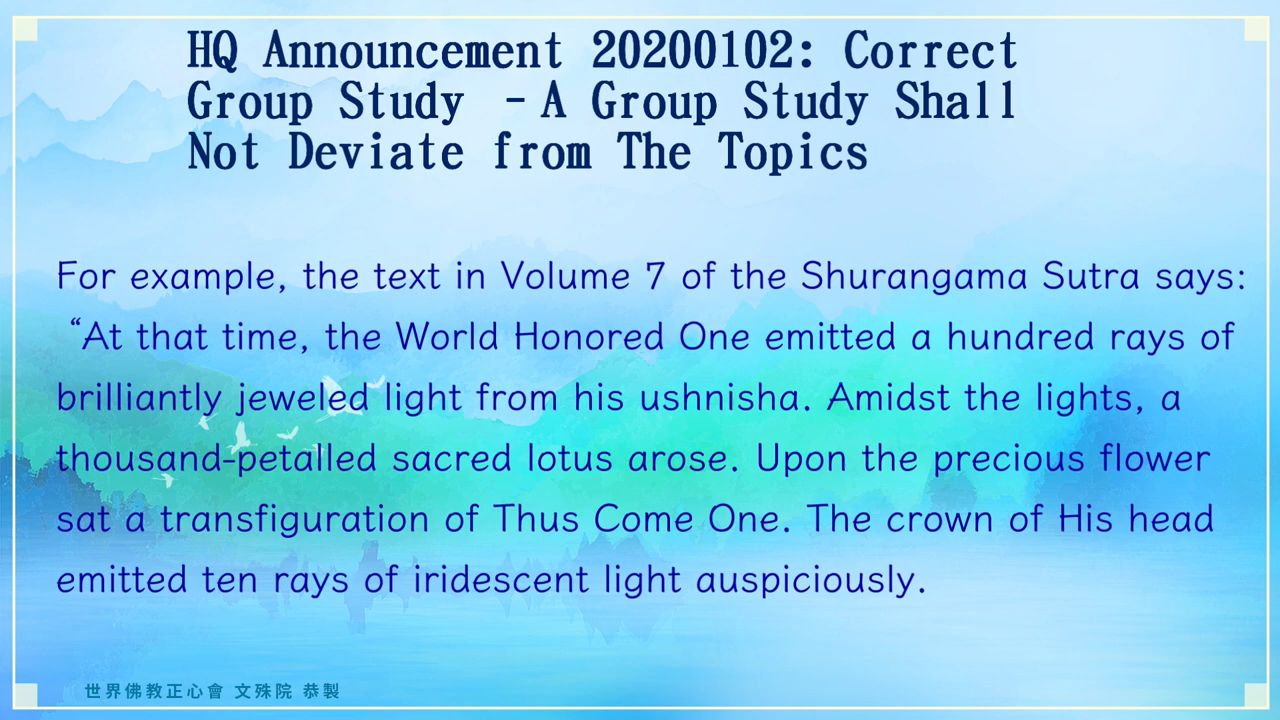 HQ Announcement 20200102: Correct
Group Study –A Group Study Shall
Not Deviate from The Topics
For example, the text in Volume 7 of the Shurangama Sutra says:
“At that time, the World Honored One emitted a hundred rays of
brilliantly jeweled light from his ushnisha. Amidst the lights, a
thousand-petalled sacred lotus arose. Upon the precious flower
sat a transfiguration of Thus Come One. The crown of His head
emitted ten rays of iridescent light auspiciously.
世界佛教正心會 文殊院 恭製